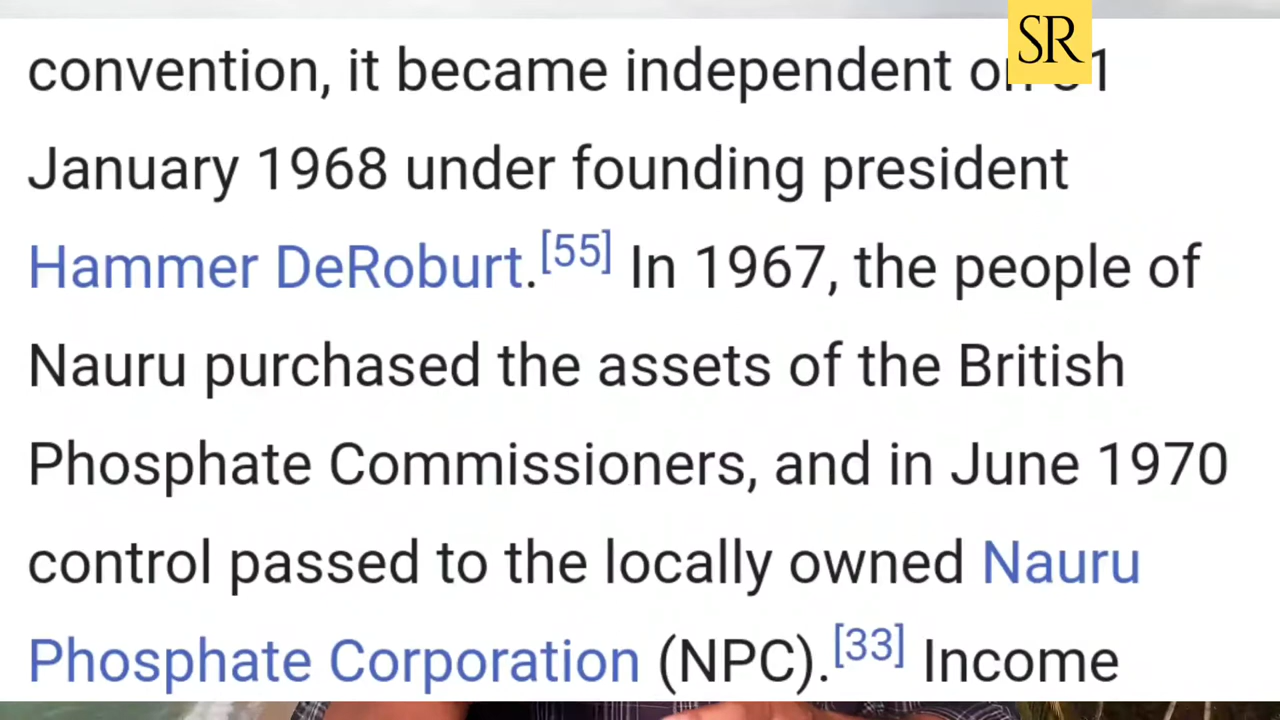 SR
convention, it became independent on 31
January 1968 under founding president
Hammer DeRoburt.[55] In 1967, the people of
Nauru purchased the assets of the British
Phosphate Commissioners, and in June 1970
control passed to the locally owned Nauru
Phosphate Corporation (NPC).[33] Income